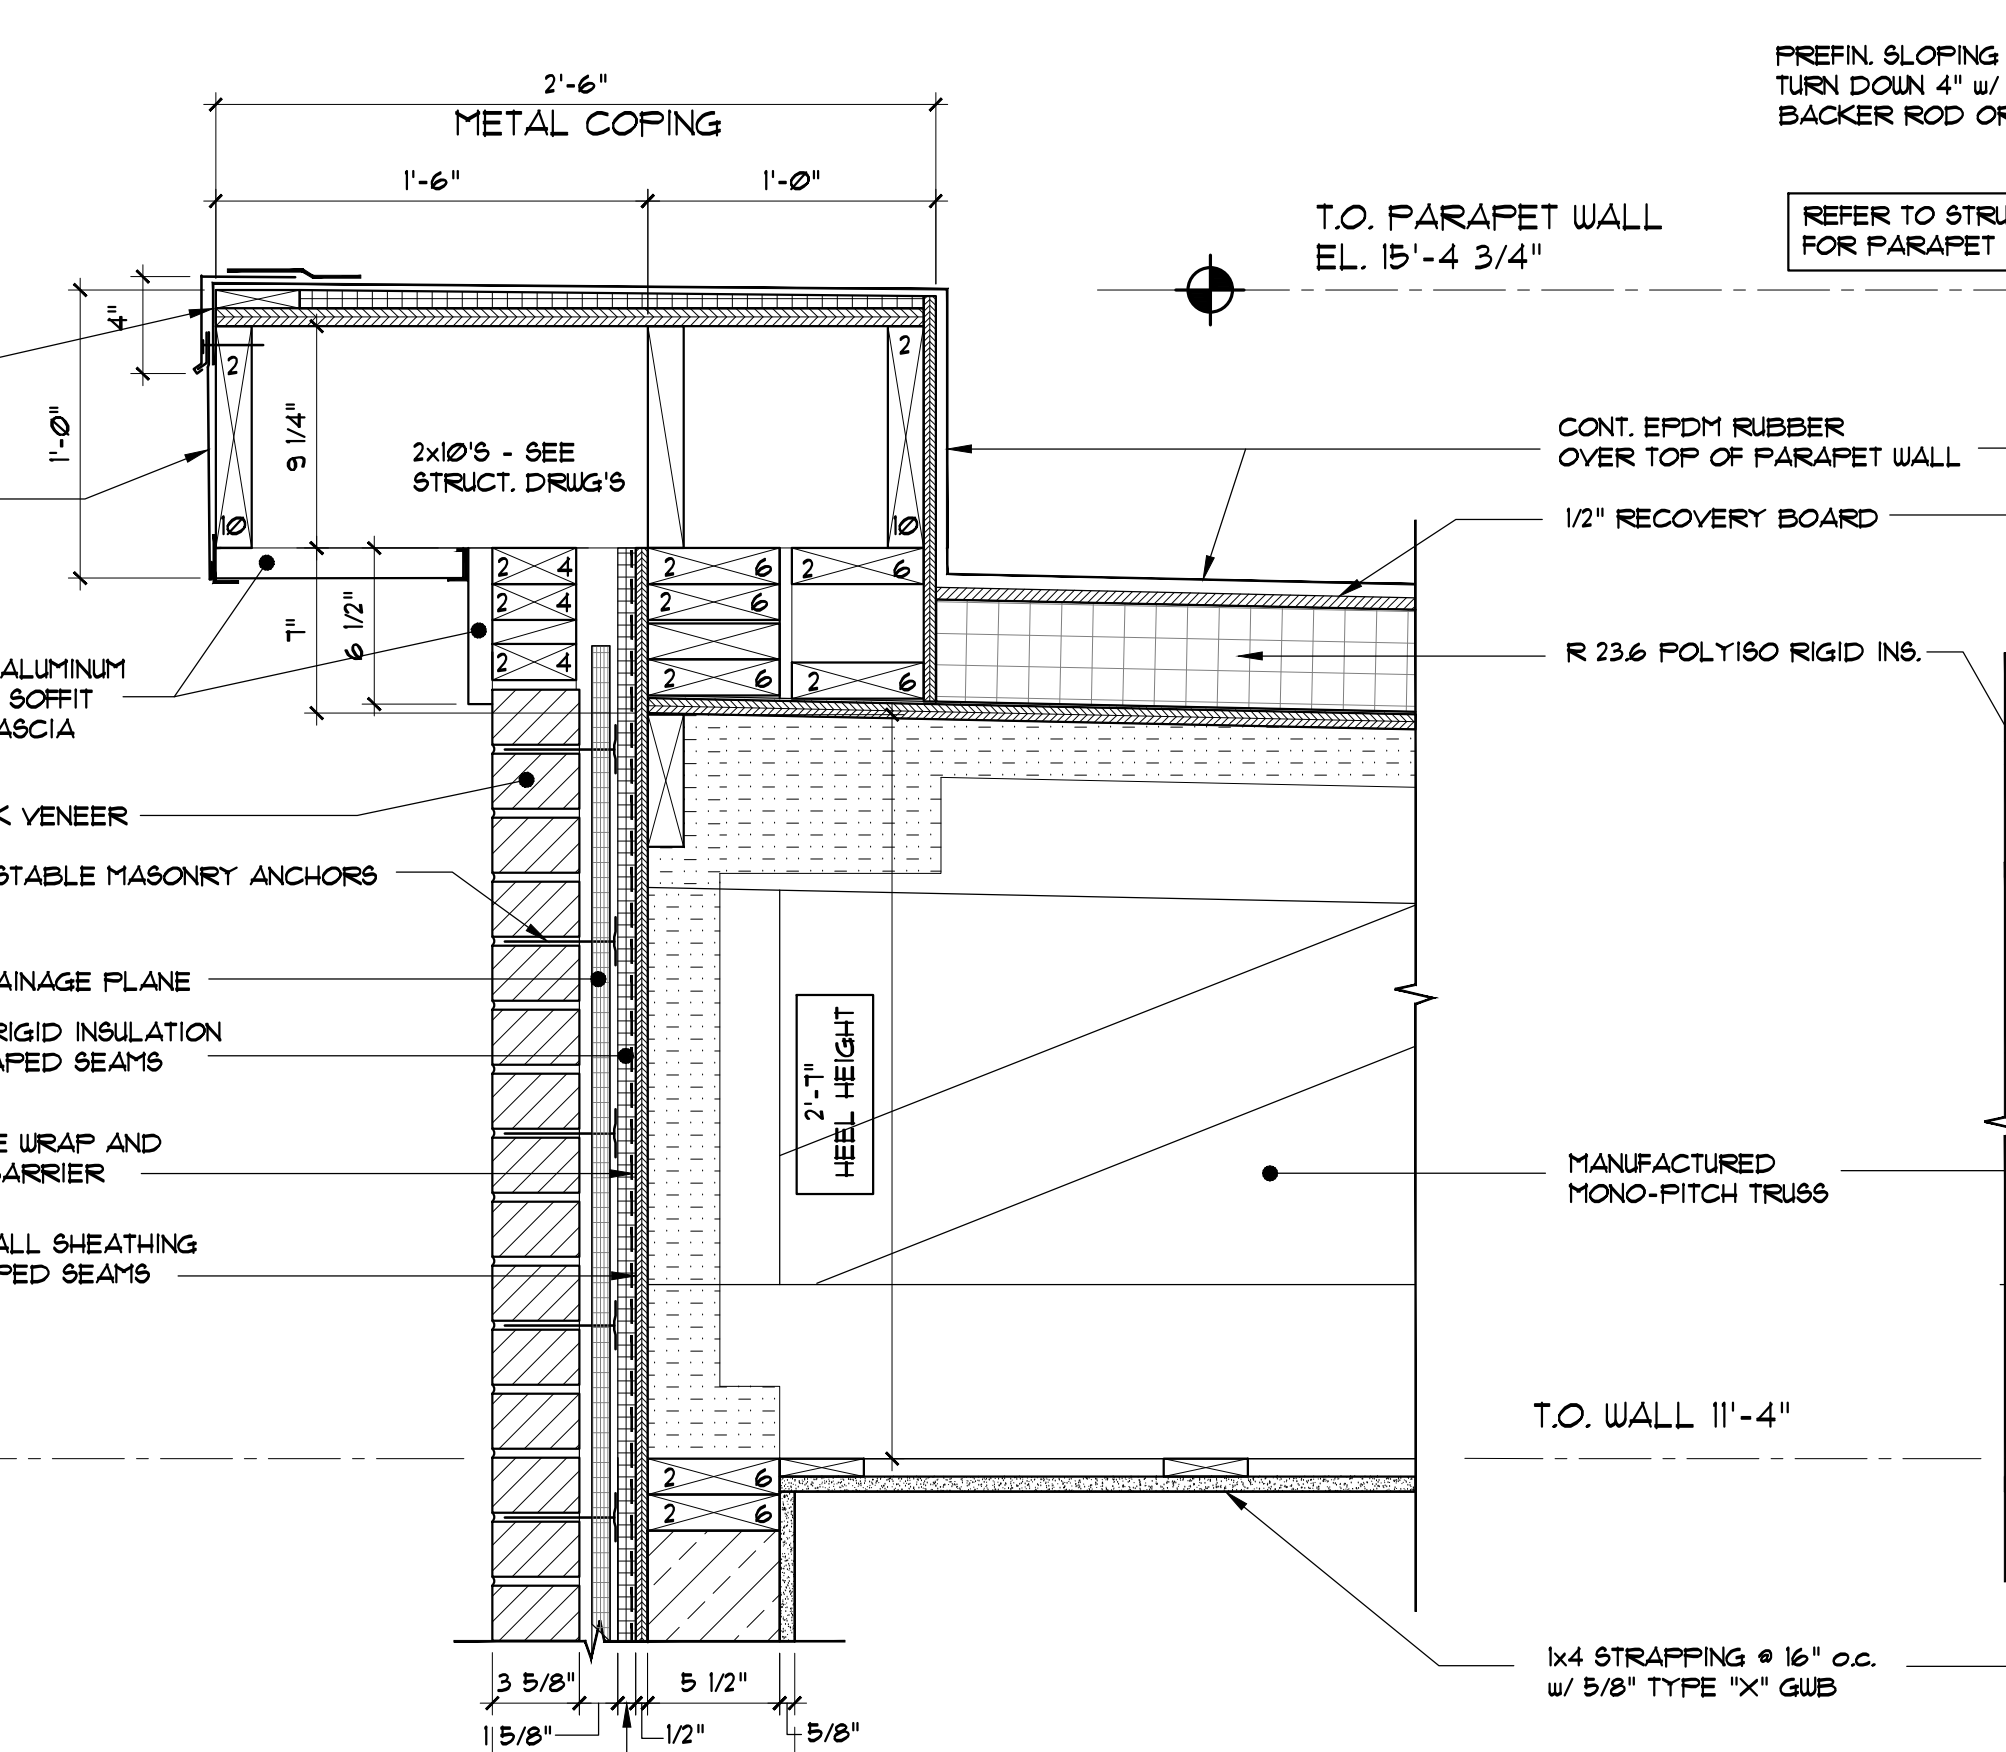 2'-6"
METAL COPING
1'-6"
1'-0"
PREFIN. SLOPING
TURN DOWN 4" w/
BACKER ROD OR
T.O. PARAPET WALL
EL. 15'-4 3/4"
REFER TO STRU
FOR PARAPET
4"
1'-0"
2
10
9 1/4"
2x10'S - SEE
STRUCT. DRWG'S
2
10
CONT. EPDM RUBBER
OVER TOP OF PARAPET WALL
1/2" RECOVERY BOARD
R 23.6 POLYISO RIGID INS.
7"
6 1/2"
2 4
2 4
2 4
2 6
2 6
2 6
2 6
2 6
ALUMINUM
SOFFIT
ASCIA
K VENEER
STABLE MASONRY ANCHORS
AINAGE PLANE
RIGID INSULATION
APED SEAMS
E WRAP AND
BARRIER
ALL SHEATHING
PED SEAMS
2'-7"
HEEL HEIGHT
MANUFACTURED
MONO-PITCH TRUSS
T.O. WALL 11'-4"
2 6
2 6
1x4 STRAPPING @ 16" o.c.
w/ 5/8" TYPE "X" GWB
3 5/8"
5 1/2"
1 5/8"
1/2"
5/8"